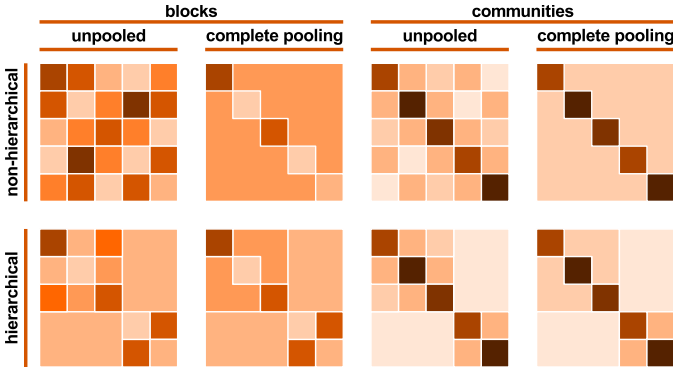 blocks
communities
unpooled
complete pooling
unpooled
complete pooling
non-hierarchical
hierarchical